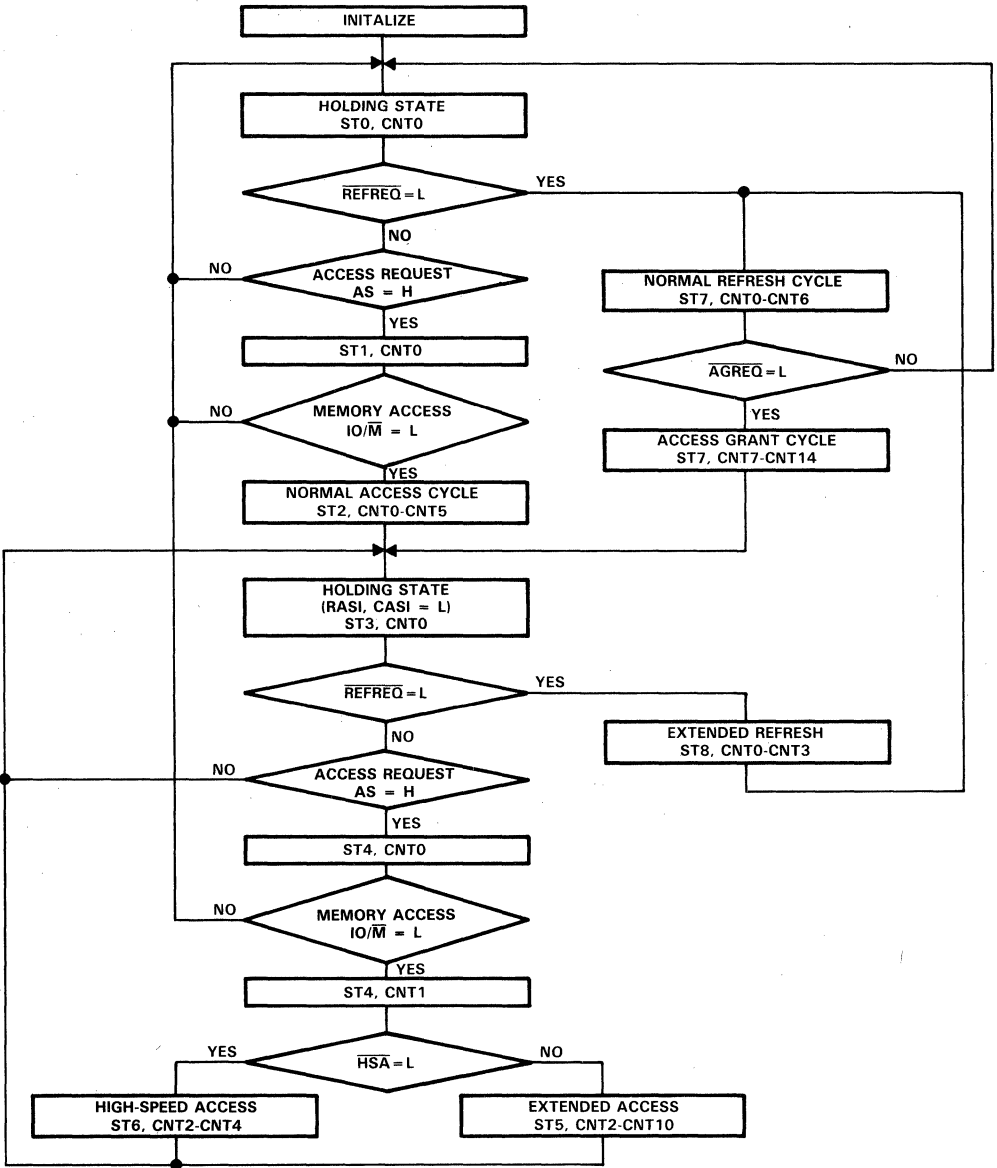 INITALIZE
HOLDING STATE
ST0, CNT0
REFREQ = L
YES
NO
ACCESS REQUEST
AS = H
NO
YES
NORMAL REFRESH CYCLE
ST7, CNT0-CNT6
ST1, CNT0
AGREQ = L
NO
MEMORY ACCESS
IO/M = L
NO
YES
YES
ACCESS GRANT CYCLE
ST7, CNT7-CNT14
NORMAL ACCESS CYCLE
ST2, CNT0-CNT5
HOLDING STATE
(RASI, CASI = L)
ST3, CNT0
REFREQ = L
YES
NO
EXTENDED REFRESH
ST8, CNT0-CNT3
ACCESS REQUEST
AS = H
NO
YES
ST4, CNT0
MEMORY ACCESS
IO/M = L
NO
YES
ST4, CNT1
HSA = L
YES
NO
HIGH-SPEED ACCESS
ST6, CNT2-CNT4
EXTENDED ACCESS
ST5, CNT2-CNT10